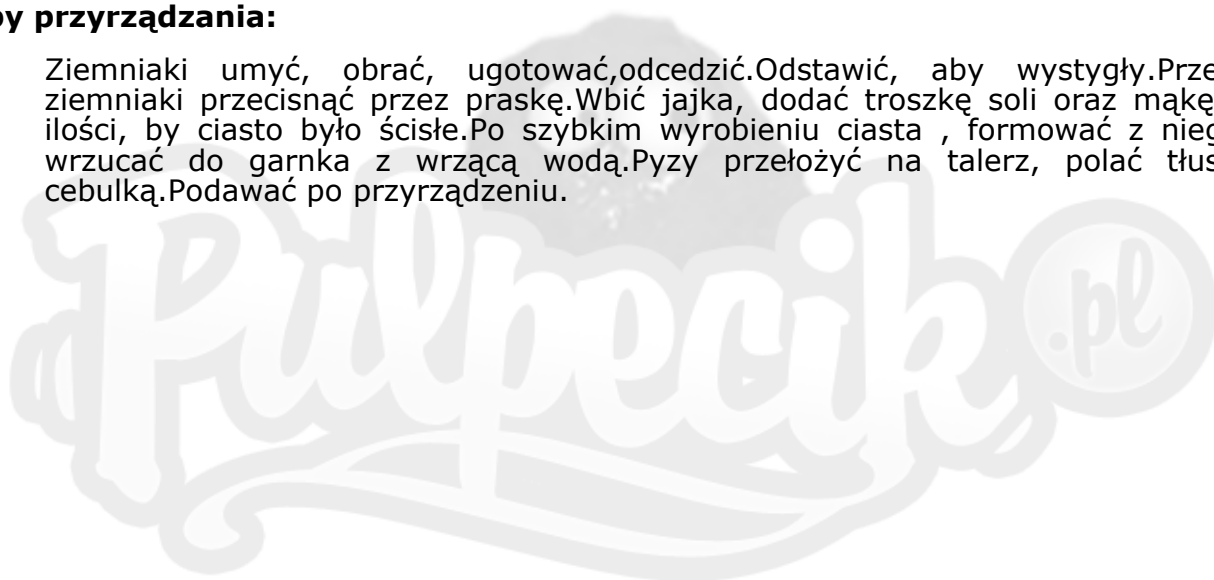 by przyrządzania:
Ziemniaki umyć, obrać, ugotować,odcedzić.Odstawić, aby wystygły.Prze
ziemniaki przecisnąć przez praskę.Wbić jajka, dodać troszkę soli oraz mąkę
ilości, by ciasto było ścisłe.Po szybkim wyrobieniu ciasta , formować z nieg
wrzucać do garnka z wrzącą wodą.Pyzy przełożyć na talerz, polać tłus
cebulką.Podawać po przyrządzeniu.
Pulpecik.pl